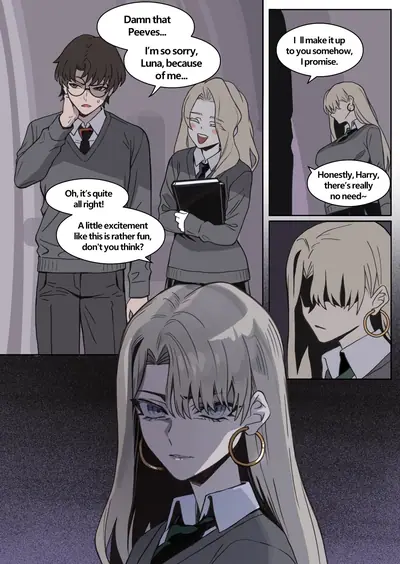 Damn that
Peeves...
I'm so sorry,
Luna, because
of me...
Oh, it's quite
all right!
A little excitement
like this is rather fun,
don't you think?
I ll make it up
to you somehow,
I promise.
Honestly, Harry,
there's really
no need~